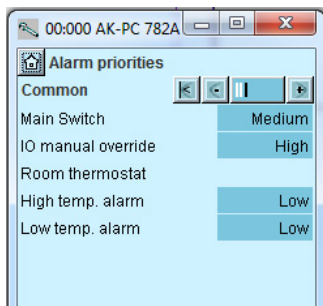 00:000 AK-PC 782A
Alarm priorities
Common
Main Switch Medium
IO manual override High
Room thermostat
High temp. alarm Low
Low temp. alarm Low